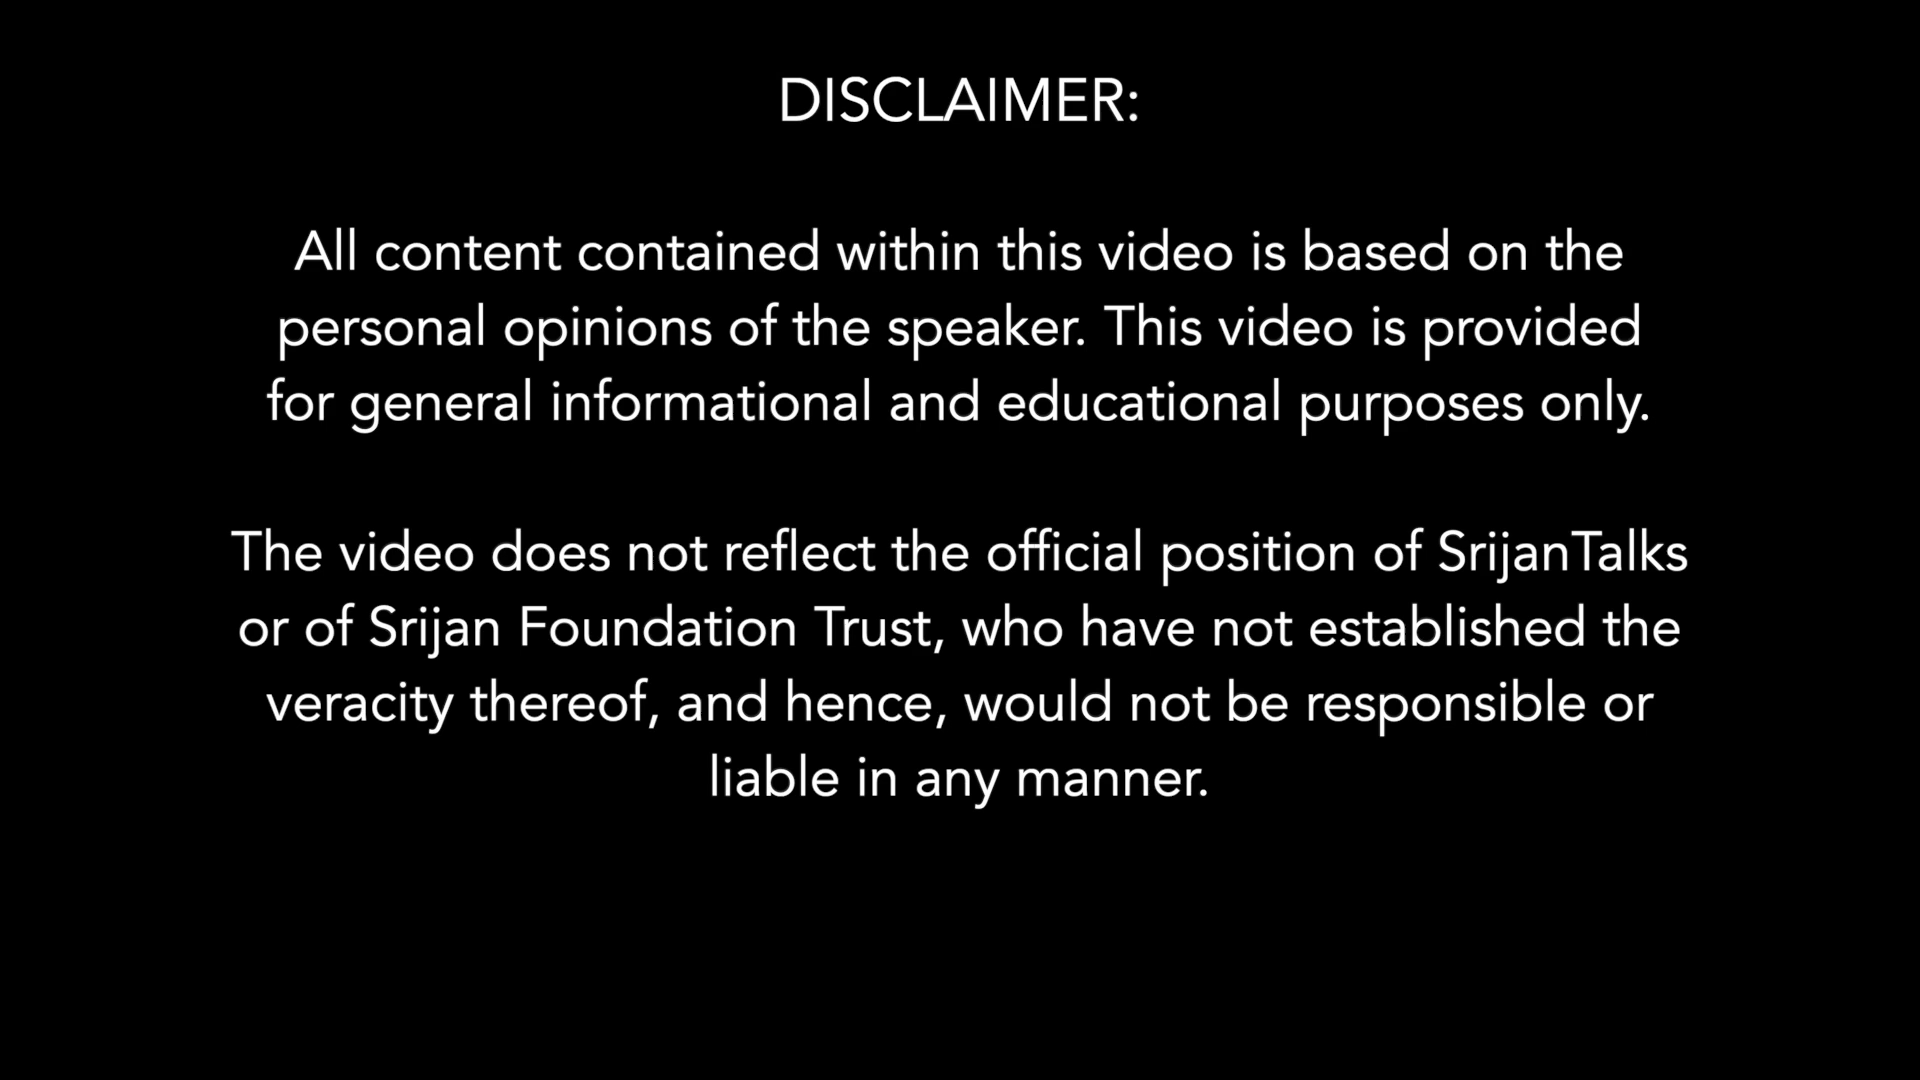 DISCLAIMER:
All content contained within this video is based on the
personal opinions of the speaker. This video is provided
for general informational and educational purposes only.
The video does not reflect the official position of SrijanTalks
or of Srijan Foundation Trust, who have not established the
veracity thereof, and hence, would not be responsible or
liable in any manner.